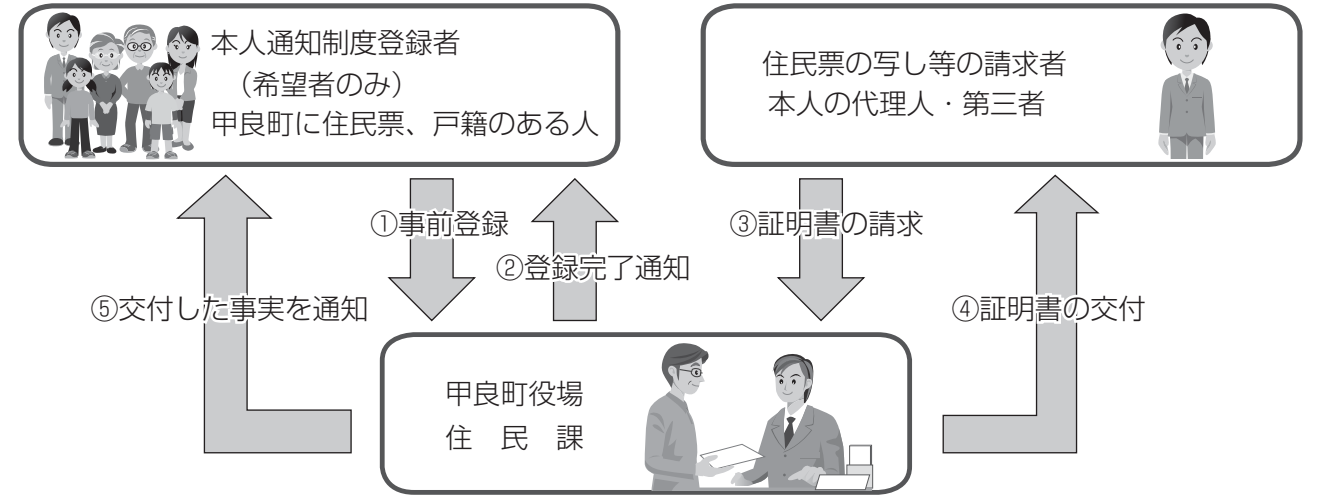 本人通知制度登録者
(希望者のみ)
甲良町に住民票、戸籍のある人
住民票の写し等の請求者
本人の代理人・第三者
①事前登録
②登録完了通知
③証明書の請求
④証明書の交付
⑤交付した事実を通知
甲良町役場
住 民 課